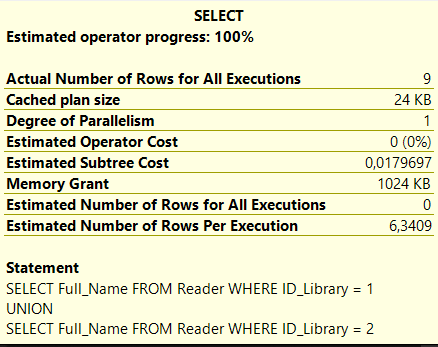 SELECT
Estimated operator progress: 100%
Actual Number of Rows for All Executions 9
Cached plan size 24 KB
Degree of Parallelism 1
Estimated Operator Cost 0 (0%)
Estimated Subtree Cost 0,0179697
Memory Grant 1024 KB
Estimated Number of Rows for All Executions 0
Estimated Number of Rows Per Execution 6,3409
Statement
SELECT Full_Name FROM Reader WHERE ID_Library = 1
UNION
SELECT Full_Name FROM Reader WHERE ID_Library = 2